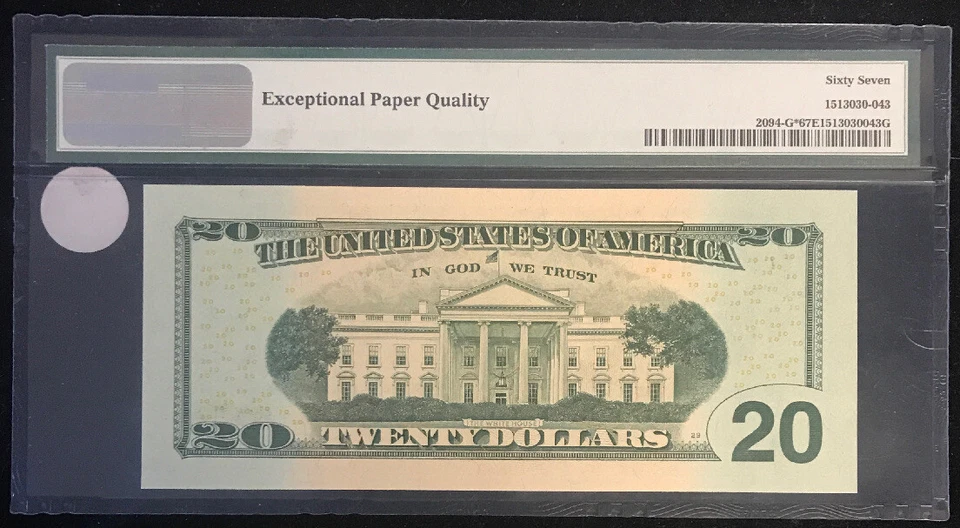 Exceptional Paper Quality
Sixty Seven
1513030-043
2094-G*67E1513030043G
20
20
THE UNITED STATES OF AMERICA
IN GOD WE TRUST
THE WHITE HOUSE
20
TWENTY DOLLARS
29
20